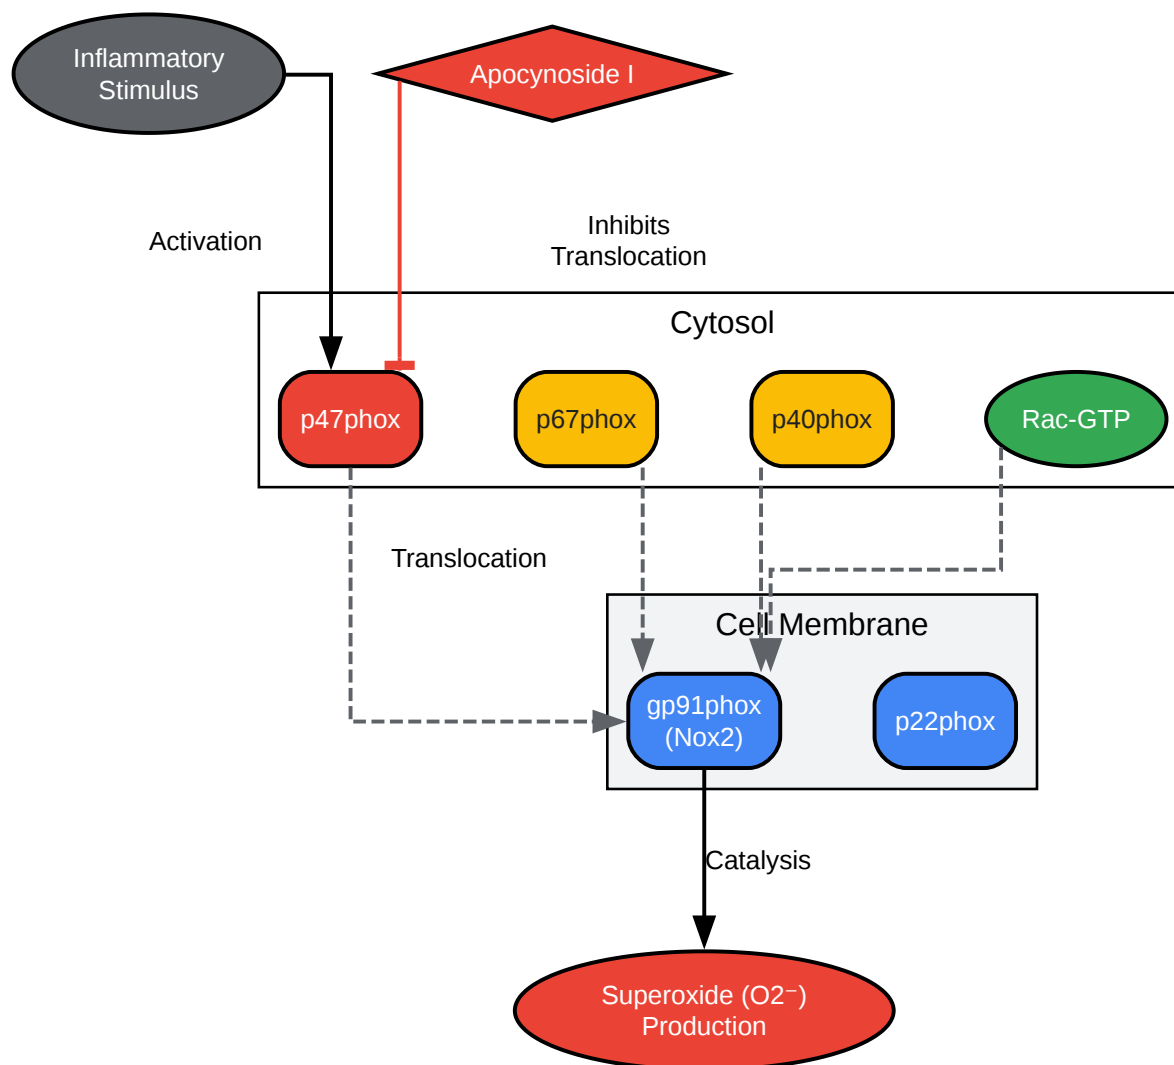 Inflammatory
Stimulus
Apocynoside I
Activation
Inhibits
Translocation
Cytosol
p47phox
p67phox
p40phox
Rac-GTP
Translocation
Cell Membrane
gp91phox
(Nox2)
p22phox
Catalysis
Superoxide (O2⁻)
Production